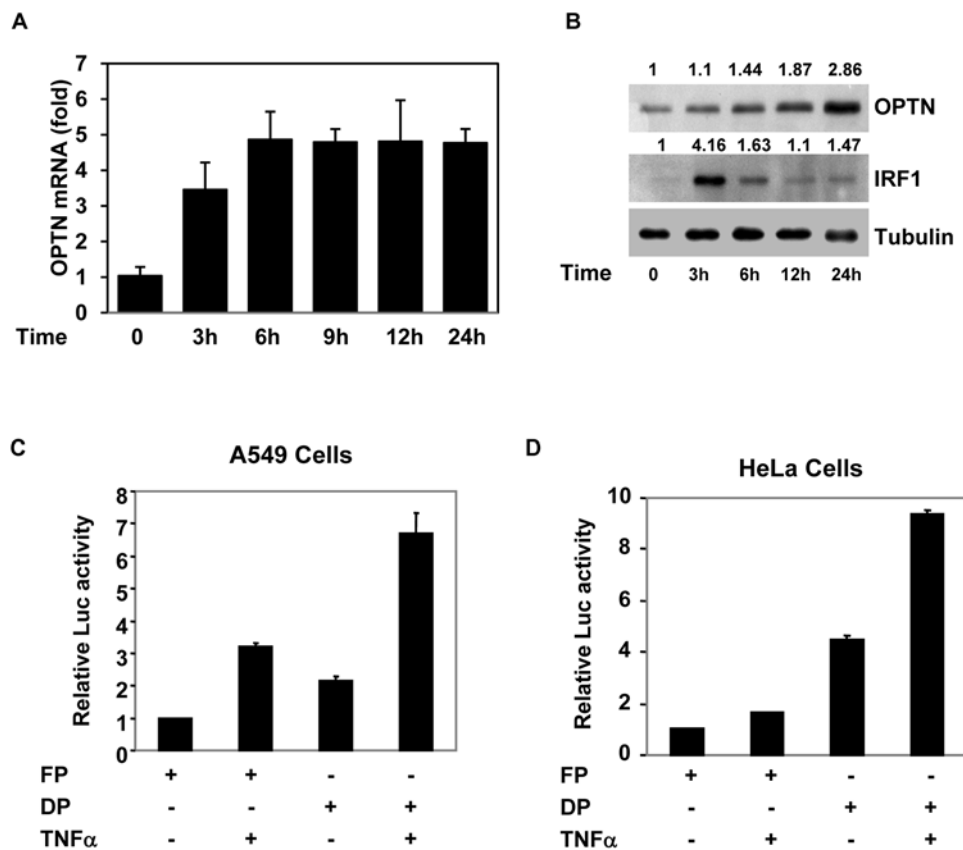 A
OPTN mRNA (fold)
7
6
5
4
3
2
1
0
Time 0 3h 6h 9h 12h 24h
B
1 1.1 1.44 1.87 2.86
OPTN
1 4.16 1.63 1.1 1.47
IRF1
Tubulin
Time 0 3h 6h 12h 24h
C
A549 Cells
Relative Luc activity
8
7
6
5
4
3
2
1
0
FP + + - -
DP - - + +
TNFα - + - +
D
HeLa Cells
Relative Luc activity
10
8
6
4
2
0
FP + + - -
DP - - + +
TNFα - + - +